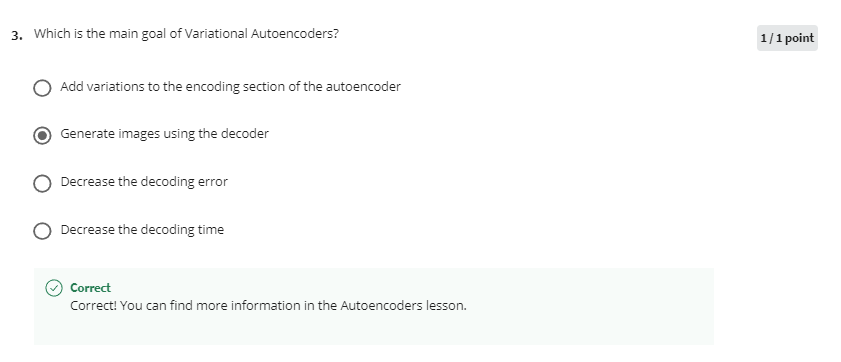 3. Which is the main goal of Variational Autoencoders?
1 / 1 point
Add variations to the encoding section of the autoencoder
Generate images using the decoder
Decrease the decoding error
Decrease the decoding time
Correct
Correct! You can find more information in the Autoencoders lesson.